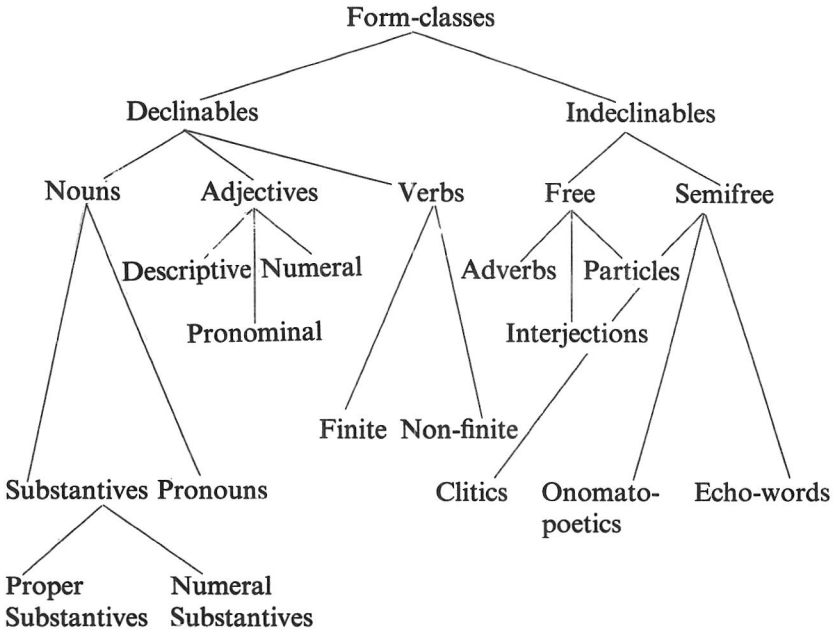 Form-classes
Declinables Indeclinables
Nouns Adjectives Verbs Free Semifree
Descriptive Numeral Adverbs Particles
Pronominal Interjections
Finite Non-finite
Substantives Pronouns Clitics Onomato- Echo-words
poetics
Proper Numeral
Substantives Substantives